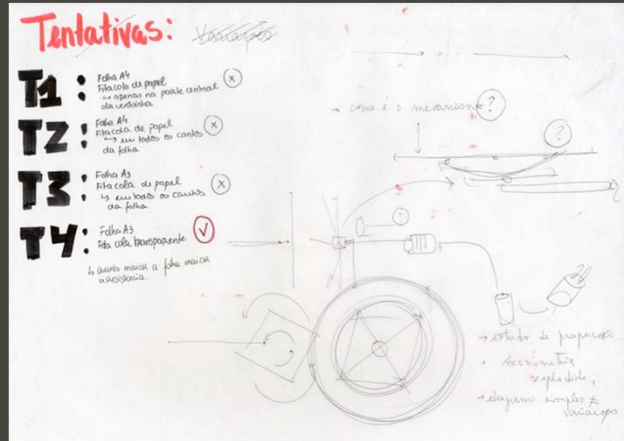 Tentativas: Variações
T1: Folha A4
Fita cola de papel
↳ apenas na parte central
da ventoinha
T2: Folha A4
Fita cola de papel
↳ em todos os cantos
da folha
T3: Folha A3
Fita cola de papel
↳ em todos os cantos
da folha
T4: Folha A3
Fita cola transparente
↳ quanto maior a folha maior
a resistência.
→ como é o mecanismo?
?
?
→ estudo de proporção
• axonometria
explodida,
→ diagrama simples ≠
variações